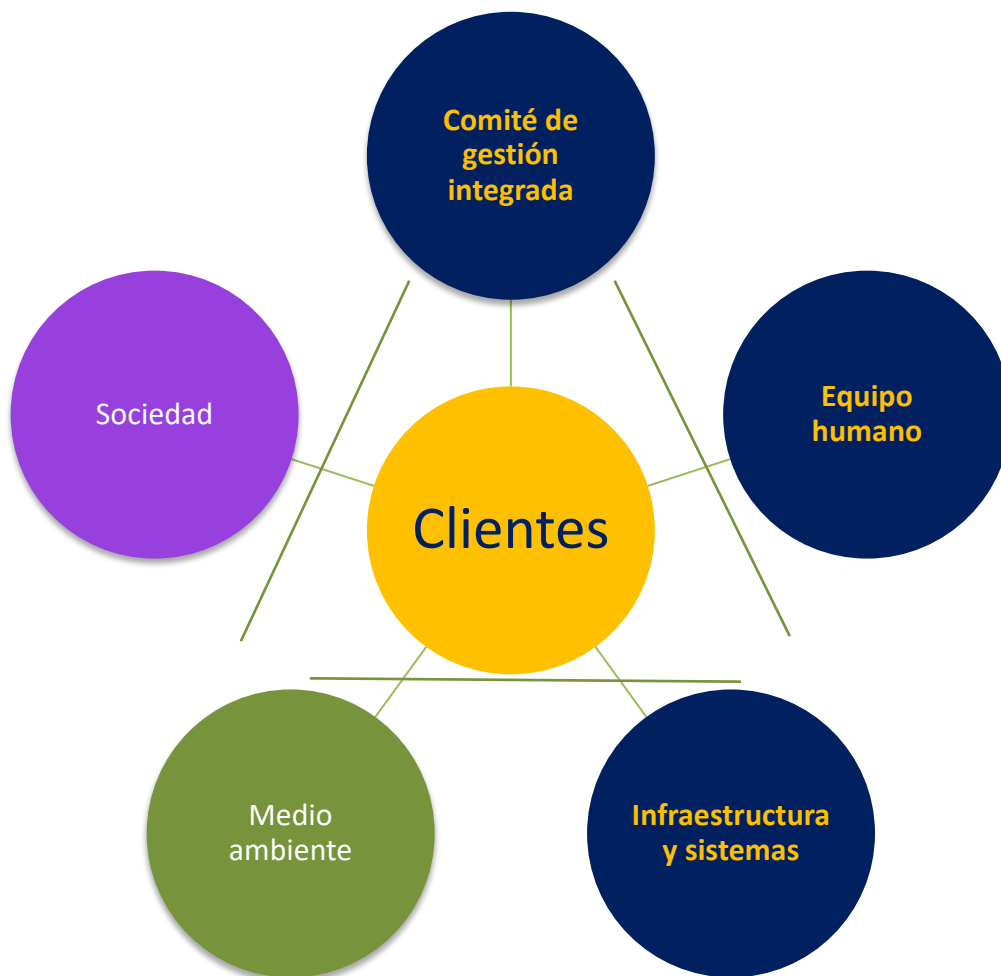 Comité de
gestión
integrada
Sociedad
Equipo
humano
Clientes
Medio
ambiente
Infraestructura
y sistemas